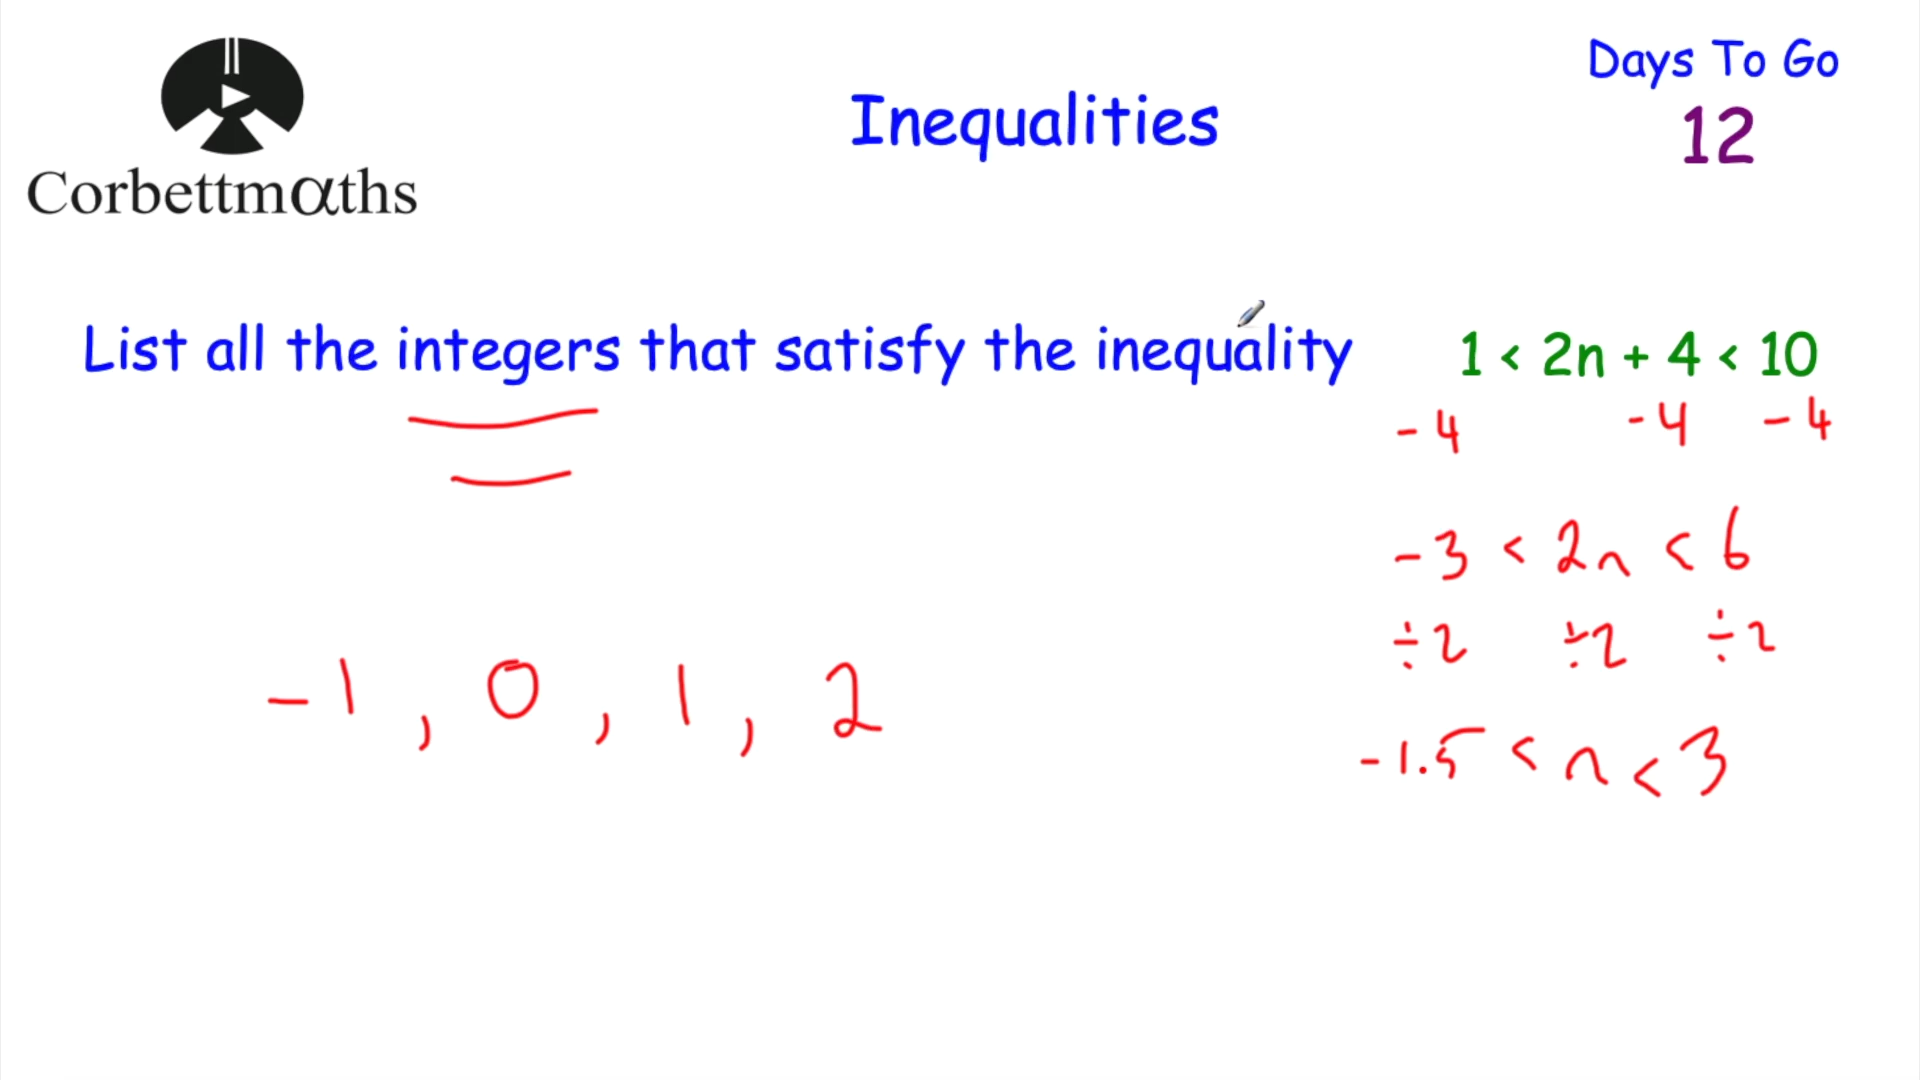 Corbettmαths
Inequalities
Days To Go
12
List all the integers that satisfy the inequality 1 < 2n + 4 < 10
-4 -4 -4
-3 < 2n < 6
÷2 ÷2 ÷2
-1, 0, 1, 2
-1.5 < n < 3